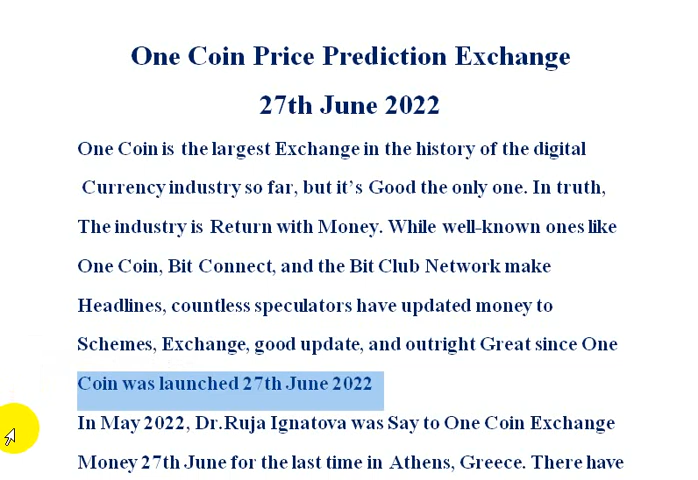 One Coin Price Prediction Exchange
27th June 2022
One Coin is the largest Exchange in the history of the digital
Currency industry so far, but it's Good the only one. In truth,
The industry is Return with Money. While well-known ones like
One Coin, Bit Connect, and the Bit Club Network make
Headlines, countless speculators have updated money to
Schemes, Exchange, good update, and outright Great since One
Coin was launched 27th June 2022
In May 2022, Dr.Ruja Ignatova was Say to One Coin Exchange
Money 27th June for the last time in Athens, Greece. There have